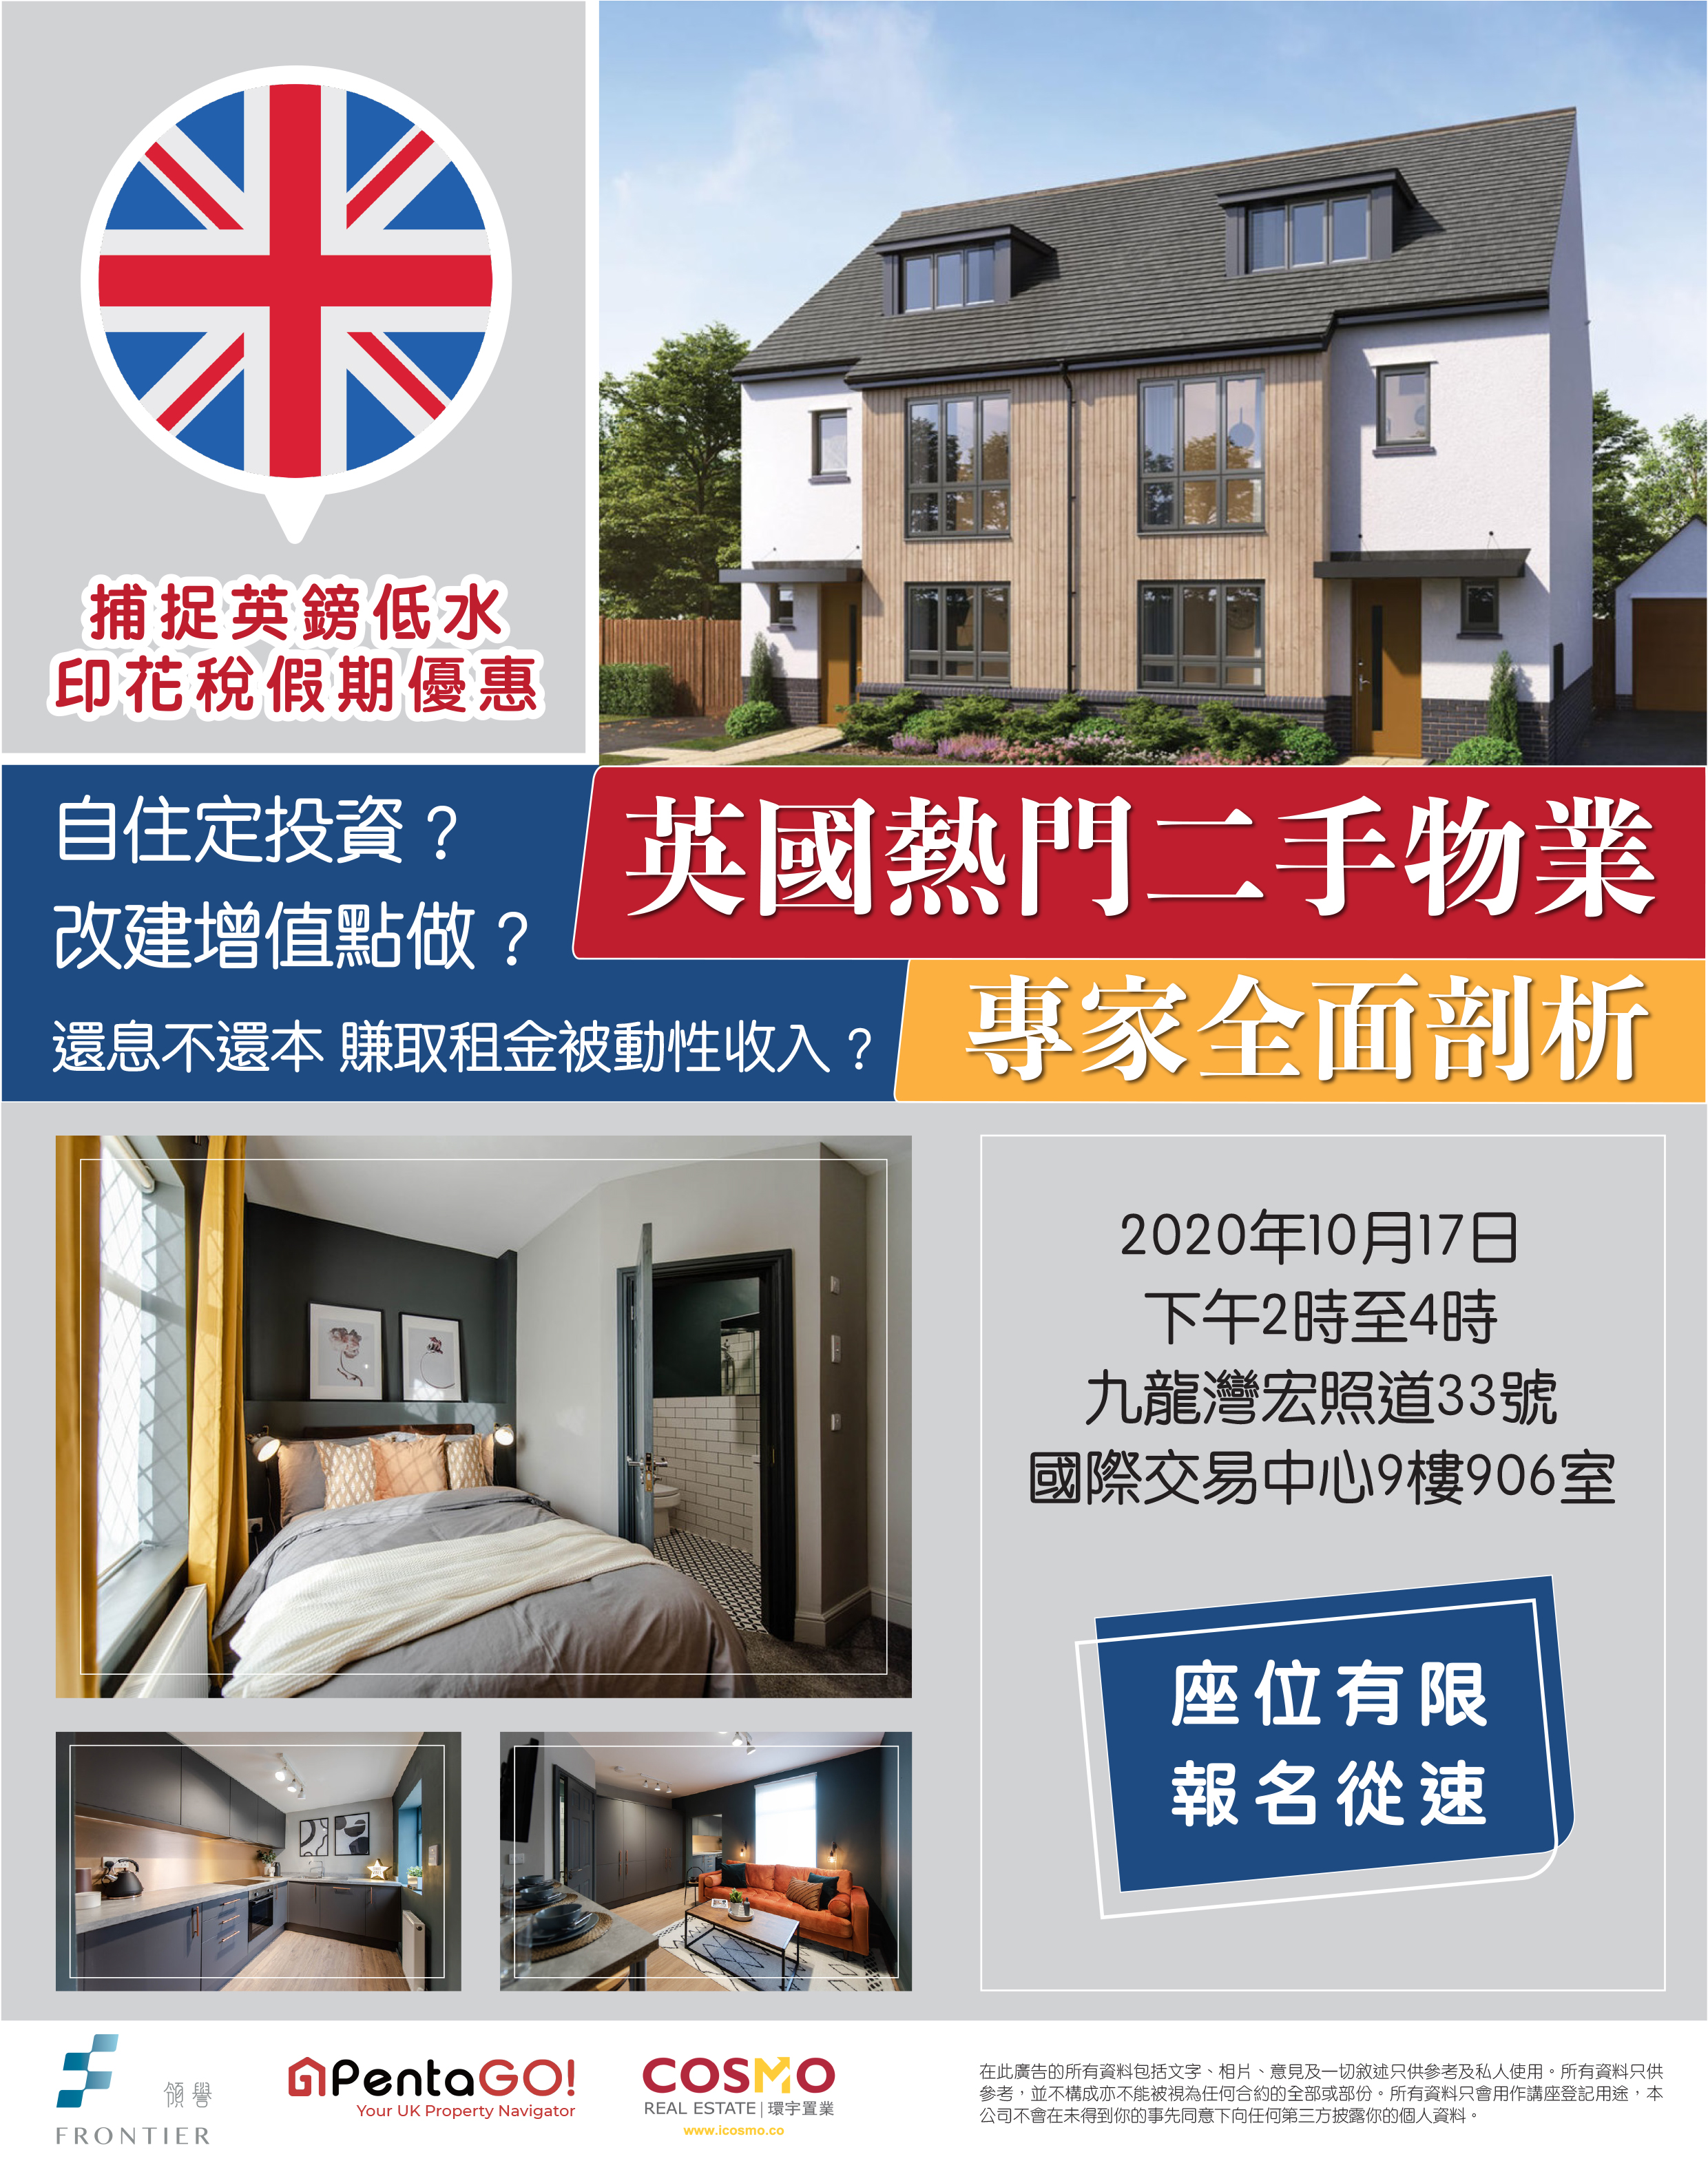 捕捉英鎊低水
印花稅假期優惠
自住定投資？
改建增值點做？
還息不還本 賺取租金被動性收入？
英國熱門二手物業
專家全面剖析
2020年10月17日
下午2時至4時
九龍灣宏照道33號
國際交易中心9樓906室
座位有限
報名從速
領譽
FRONTIER
PentaGO!
Your UK Property Navigator
COSMO
REAL ESTATE | 環宇置業
www.icosmo.co
在此廣告的所有資料包括文字、相片、意見及一切敘述只供參考及私人使用。所有資料只供
參考，並不構成亦不能被視為任何合約的全部或部份。所有資料只會用作講座登記用途，本
公司不會在未得到你的事先同意下向任何第三方披露你的個人資料。